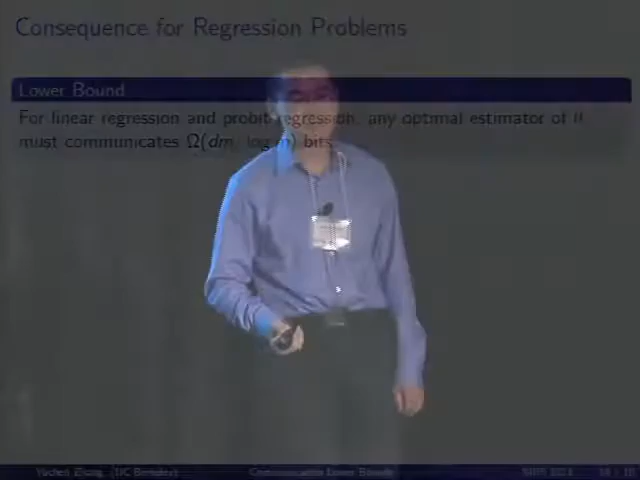 Consequence for Regression Problems
Lower Bound
For linear regression and probit regression, any optimal estimator of
must communicates Ω(dm/ log m) bits.
Yuchen Zhang (UC Berkeley)
Communication Lower Bounds
NIPS 2013